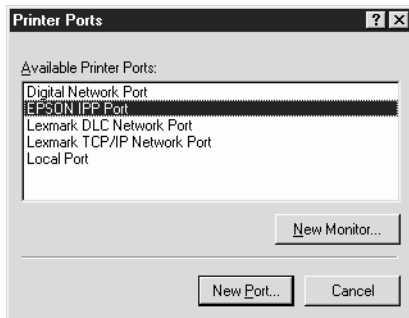 Printer Ports
Available Printer Ports:
Digital Network Port
EPSON IPP Port
Lexmark DLC Network Port
Lexmark TCP/IP Network Port
Local Port
New Monitor...
New Port... Cancel